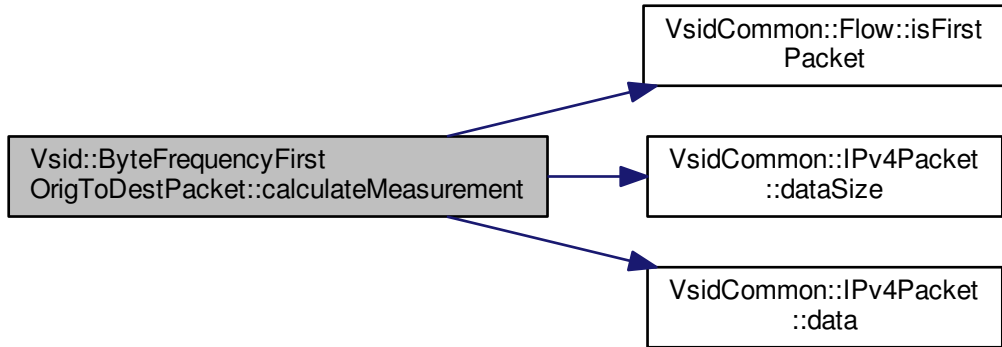 VsidCommon::Flow::isFirst
Packet
Vsid::ByteFrequencyFirst
OrigToDestPacket::calculateMeasurement
VsidCommon::IPv4Packet
::dataSize
VsidCommon::IPv4Packet
::data